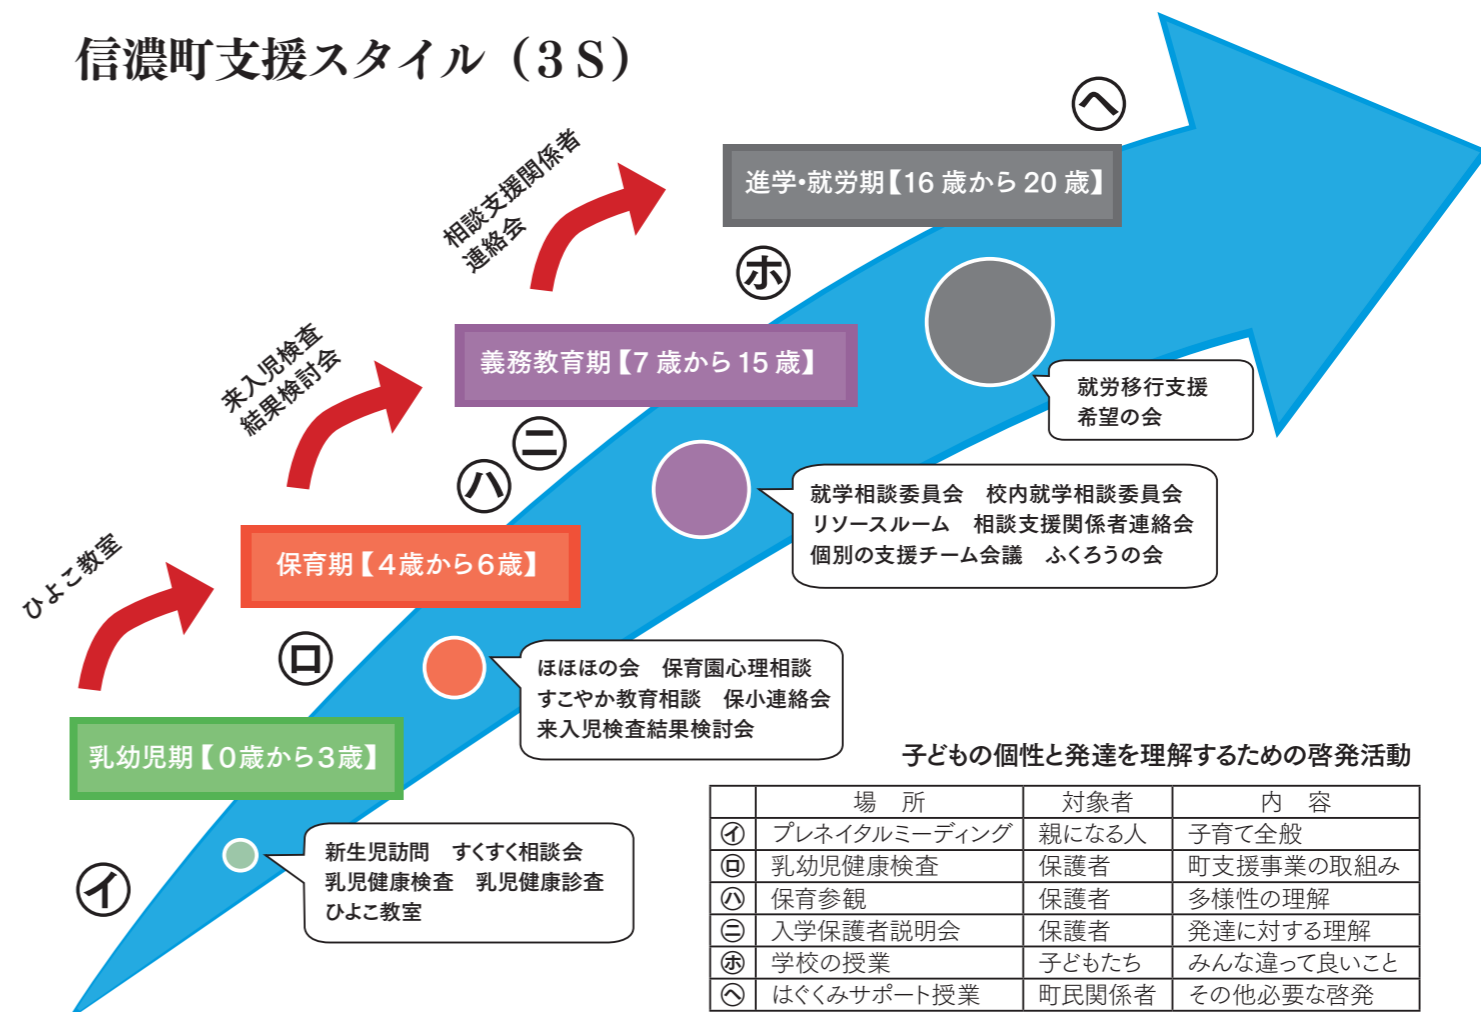 信濃町支援スタイル（3S）
㋬
進学・就労期【16歳から20歳】
相談支援関係者
連絡会
㋭
義務教育期【7歳から15歳】
就労移行支援
希望の会
来入児検査
結果検討会
㋥
㋩
就学相談委員会　校内就学相談委員会
リソースルーム　相談支援関係者連絡会
個別の支援チーム会議　ふくろうの会
保育期【4歳から6歳】
ひよこ教室
㋺
ほほほの会　保育園心理相談
すこやか教育相談　保小連絡会
来入児検査結果検討会
乳幼児期【0歳から3歳】
新生児訪問　すくすく相談会
乳児健康検査　乳児健康診査
ひよこ教室
㋑
子どもの個性と発達を理解するための啓発活動
場　所　対象者　内　容
㋑　プレネイタルミーディング　親になる人　子育て全般
㋺　乳幼児健康検査　保護者　町支援事業の取組み
㋩　保育参観　保護者　多様性の理解
㋥　入学保護者説明会　保護者　発達に対する理解
㋭　学校の授業　子どもたち　みんな違って良いこと
㋬　はぐくみサポート授業　町民関係者　その他必要な啓発